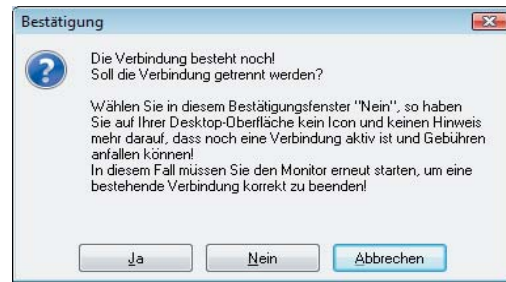 Bestätigung
Die Verbindung besteht noch!
Soll die Verbindung getrennt werden?
Wählen Sie in diesem Bestätigungsfenster "Nein", so haben
Sie auf Ihrer Desktop-Oberfläche kein Icon und keinen Hinweis
mehr darauf, dass noch eine Verbindung aktiv ist und Gebühren
anfallen können!
In diesem Fall müssen Sie den Monitor erneut starten, um eine
bestehende Verbindung korrekt zu beenden!
Ja Nein Abbrechen